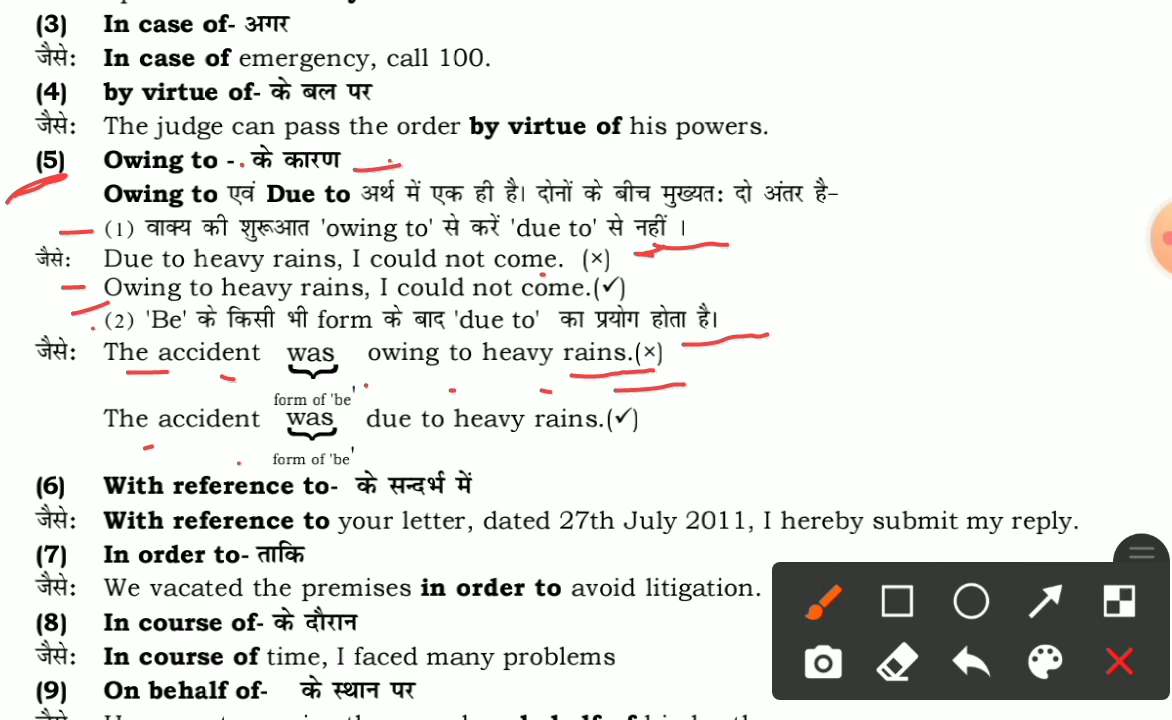 (3) In case of- अगर
जैसे: In case of emergency, call 100.
(4) by virtue of- के बल पर
जैसे: The judge can pass the order by virtue of his powers.
(5) Owing to - के कारण
Owing to एवं Due to अर्थ में एक ही है। दोनों के बीच मुख्यत: दो अंतर है–
(1) वाक्य की शुरूआत 'owing to' से करें 'due to' से नहीं ।
जैसे: Due to heavy rains, I could not come. (×)
Owing to heavy rains, I could not come.(✓)
(2) 'Be' के किसी भी form के बाद 'due to' का प्रयोग होता है।
जैसे: The accident was owing to heavy rains.(×)
form of 'be'
The accident was due to heavy rains.(✓)
form of 'be'
(6) With reference to- के सन्दर्भ में
जैसे: With reference to your letter, dated 27th July 2011, I hereby submit my reply.
(7) In order to- ताकि
जैसे: We vacated the premises in order to avoid litigation.
(8) In course of- के दौरान
जैसे: In course of time, I faced many problems
(9) On behalf of- के स्थान पर